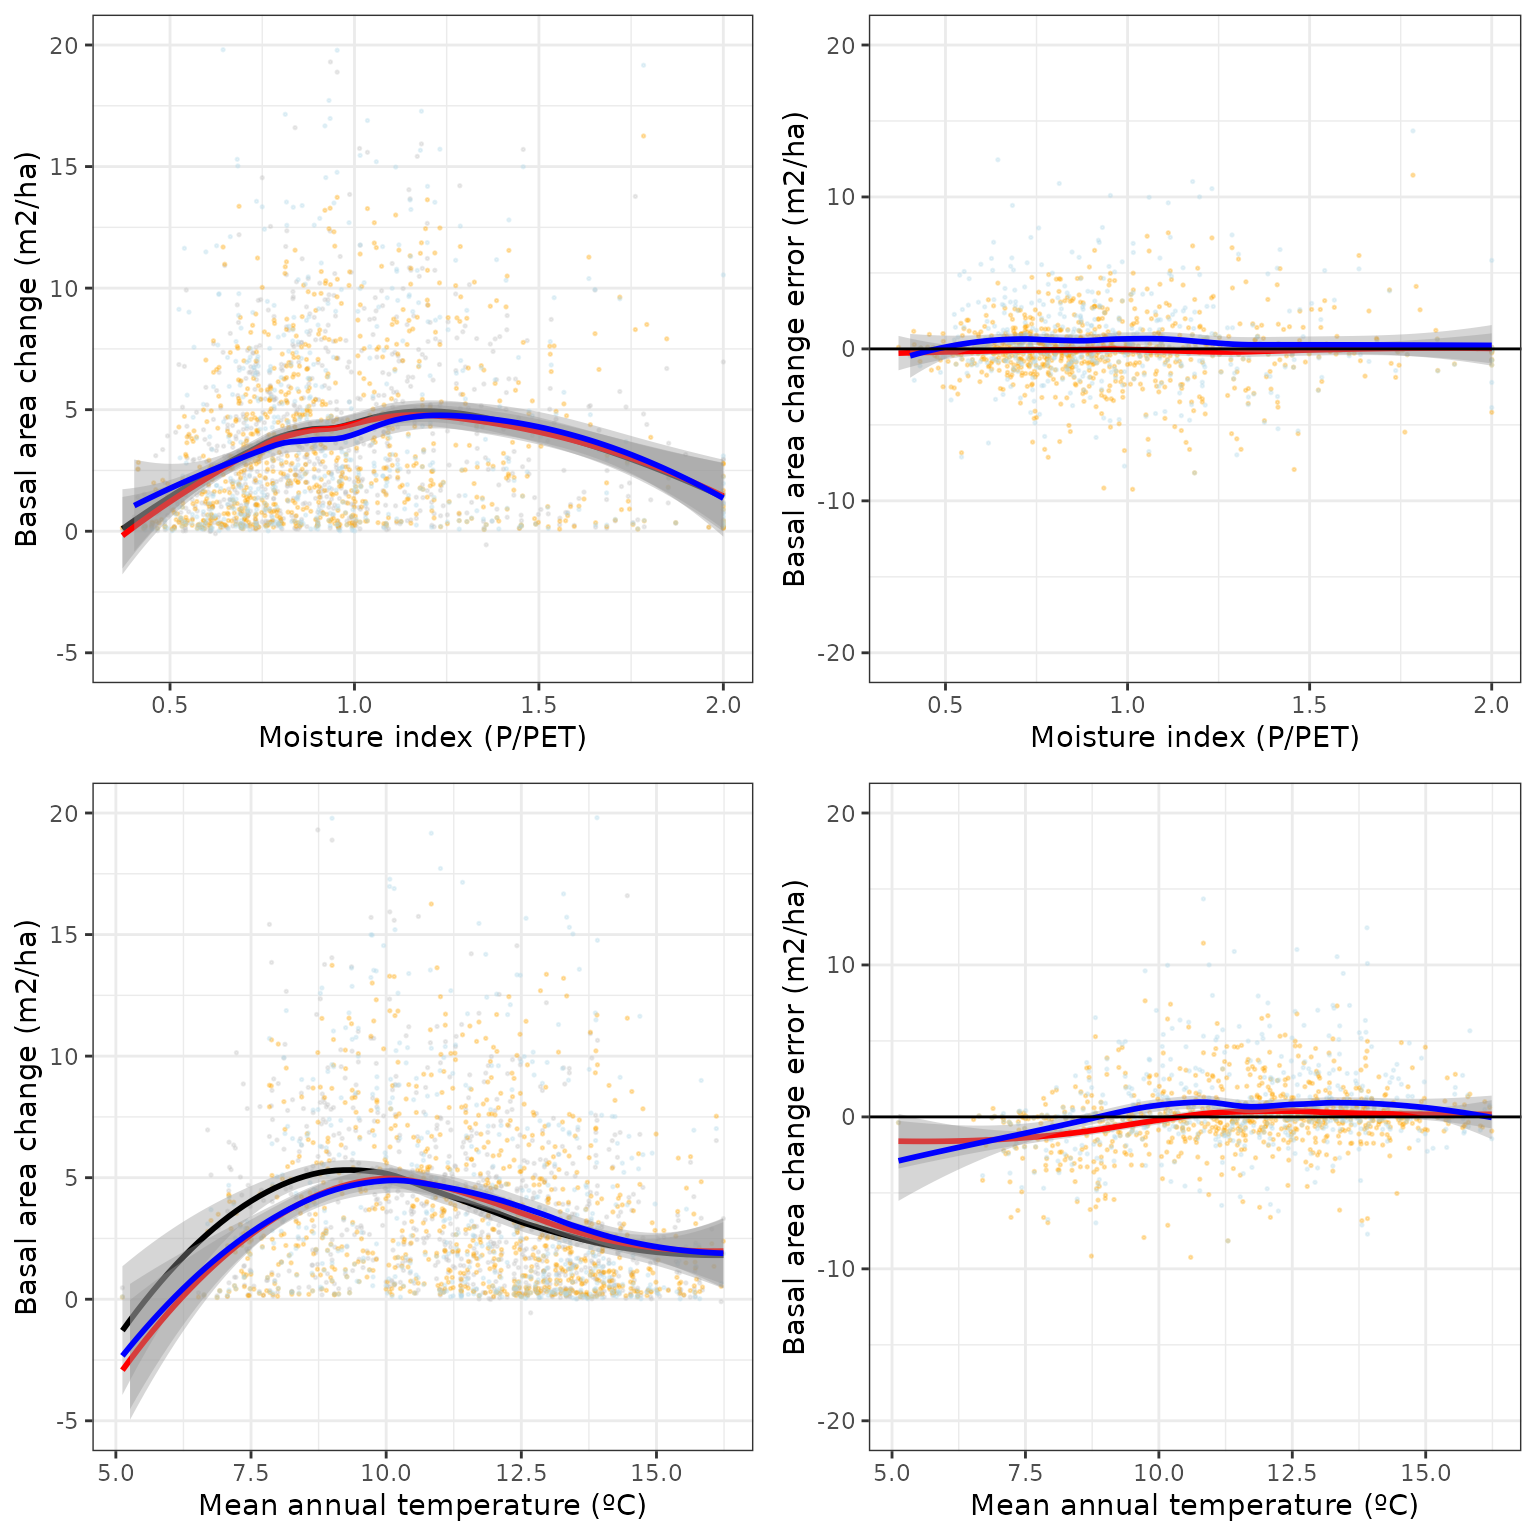 20
15
10
5
0
-5
Basal area change (m2/ha)
0.5 1.0 1.5 2.0
Moisture index (P/PET)
20
10
0
-10
-20
Basal area change error (m2/ha)
0.5 1.0 1.5 2.0
Moisture index (P/PET)
20
15
10
5
0
-5
Basal area change (m2/ha)
5.0 7.5 10.0 12.5 15.0
Mean annual temperature (ºC)
20
10
0
-10
-20
Basal area change error (m2/ha)
5.0 7.5 10.0 12.5 15.0
Mean annual temperature (ºC)